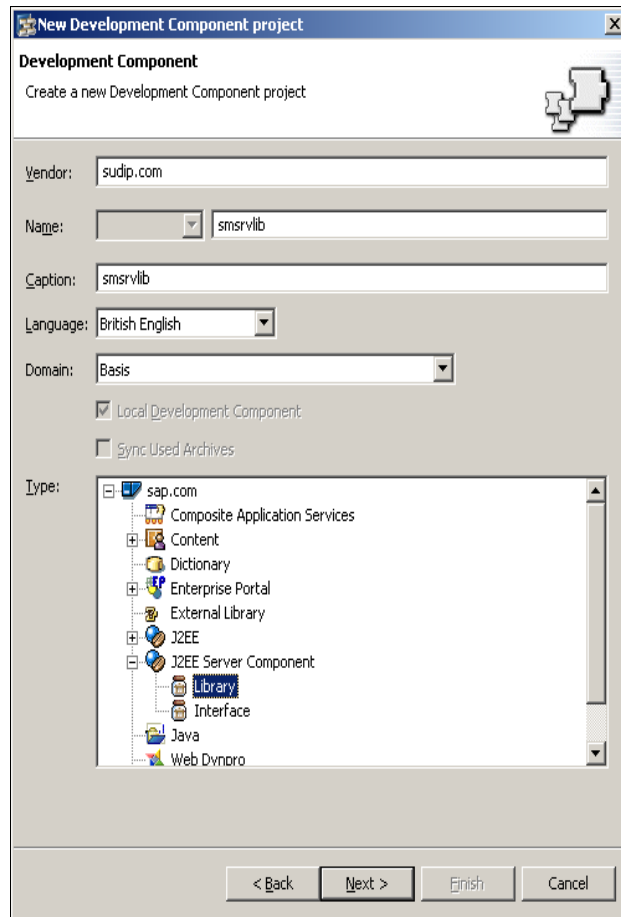 New Development Component project
Development Component
Create a new Development Component project
Vendor: sudip.com
Name: smsrvlib
Caption: smsrvlib
Language: British English
Domain: Basis
Local Development Component
Sync Used Archives
Type: sap.com
Composite Application Services
Content
Dictionary
Enterprise Portal
External Library
J2EE
J2EE Server Component
Library
Interface
Java
Web Dynpro
< Back Next > Finish Cancel